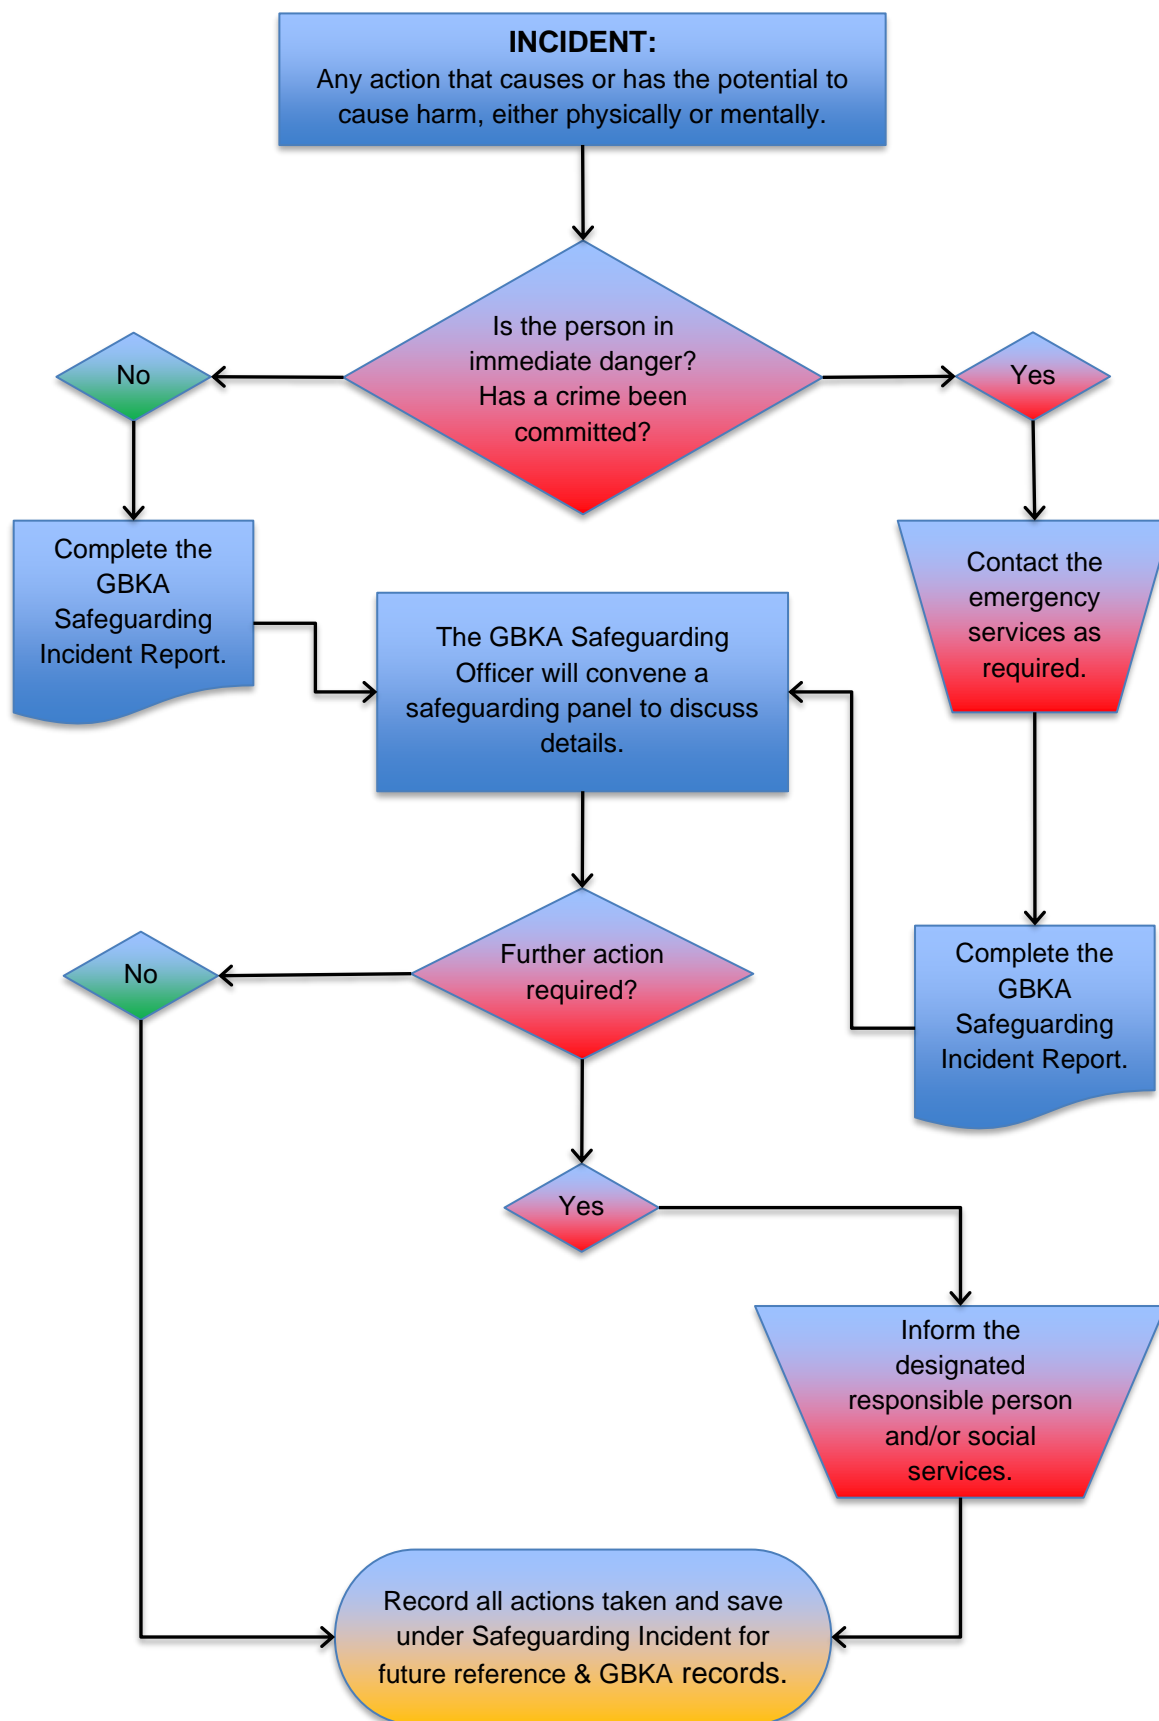 INCIDENT:
Any action that causes or has the potential to
cause harm, either physically or mentally.
Is the person in
immediate danger?
Has a crime been
committed?
No
Yes
Complete the
GBKA
Safeguarding
Incident Report.
Contact the
emergency
services as
required.
The GBKA Safeguarding
Officer will convene a
safeguarding panel to discuss
details.
Further action
required?
No
Complete the
GBKA
Safeguarding
Incident Report.
Yes
Inform the
designated
responsible person
and/or social
services.
Record all actions taken and save
under Safeguarding Incident for
future reference & GBKA records.